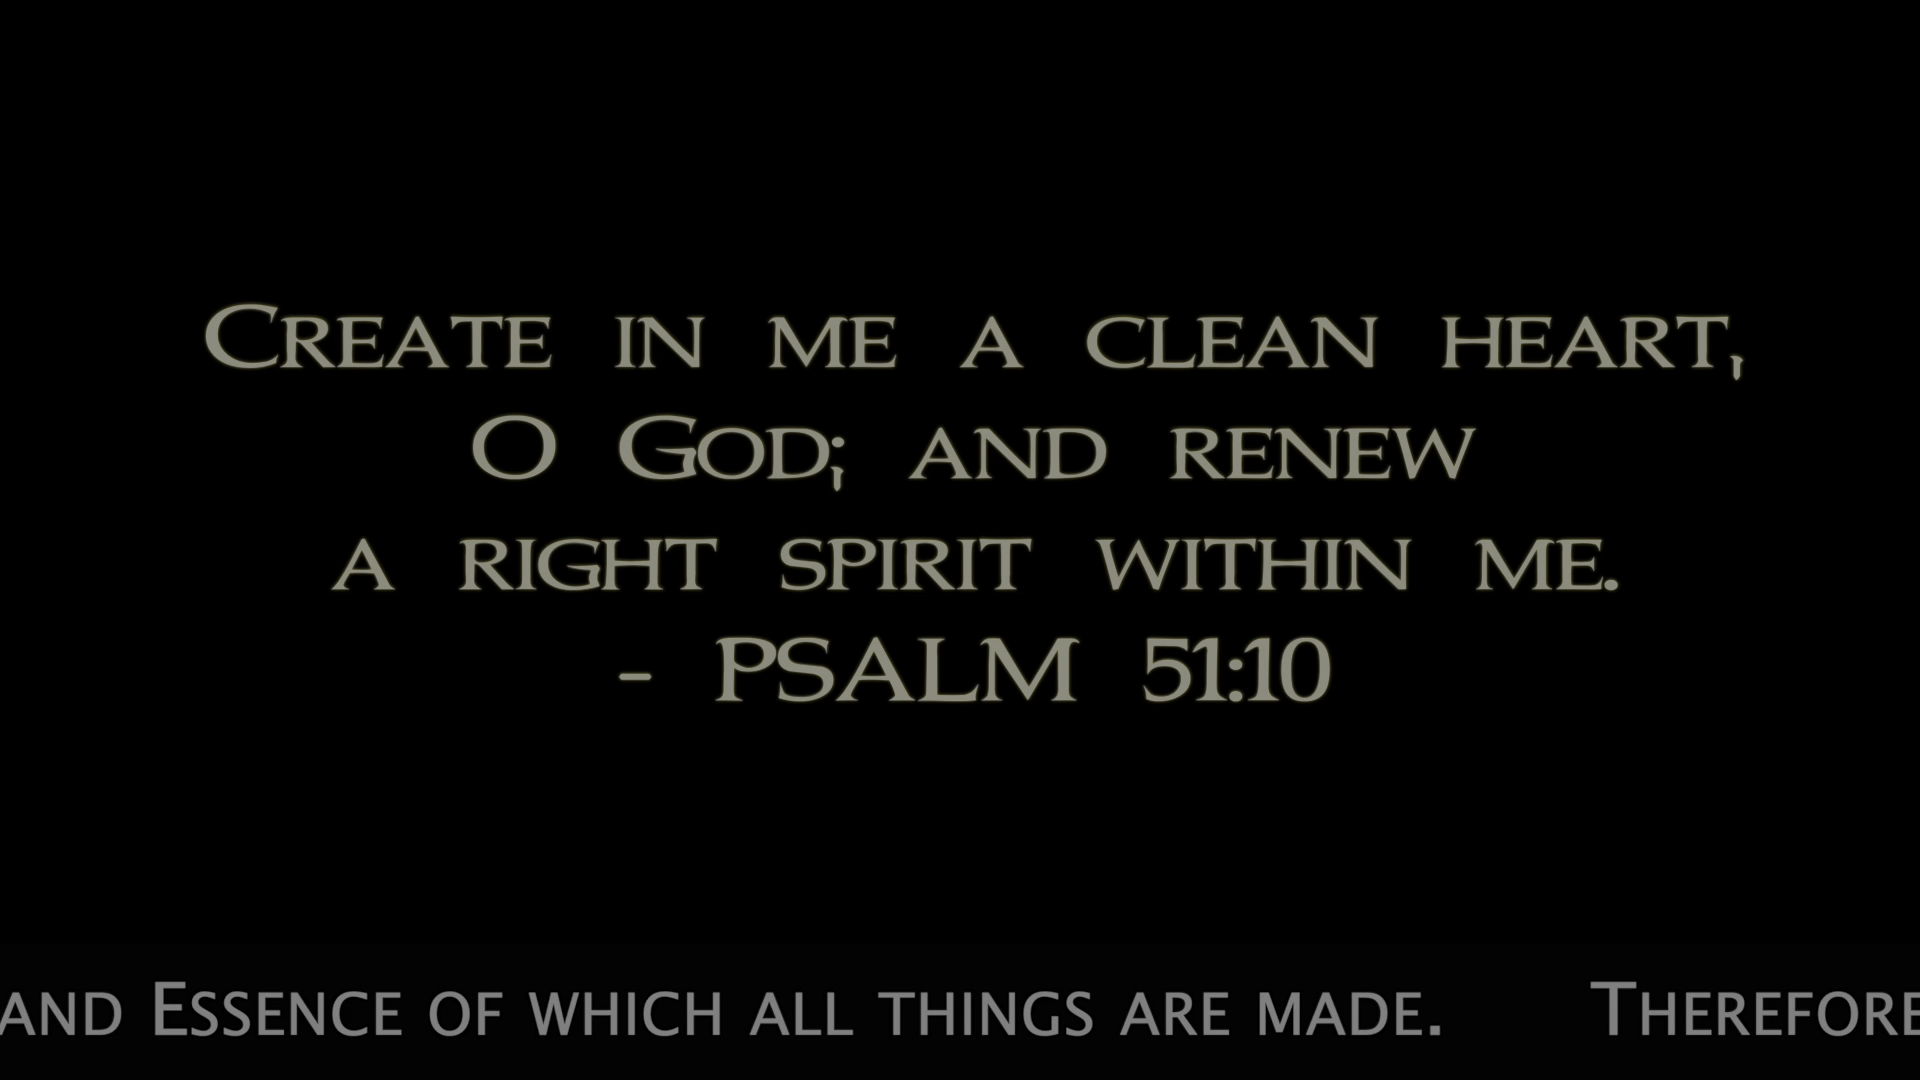 Create in me a clean heart,
O God; and renew
a right spirit within me.
- PSALM 51:10
and Essence of which all things are made. Therefore